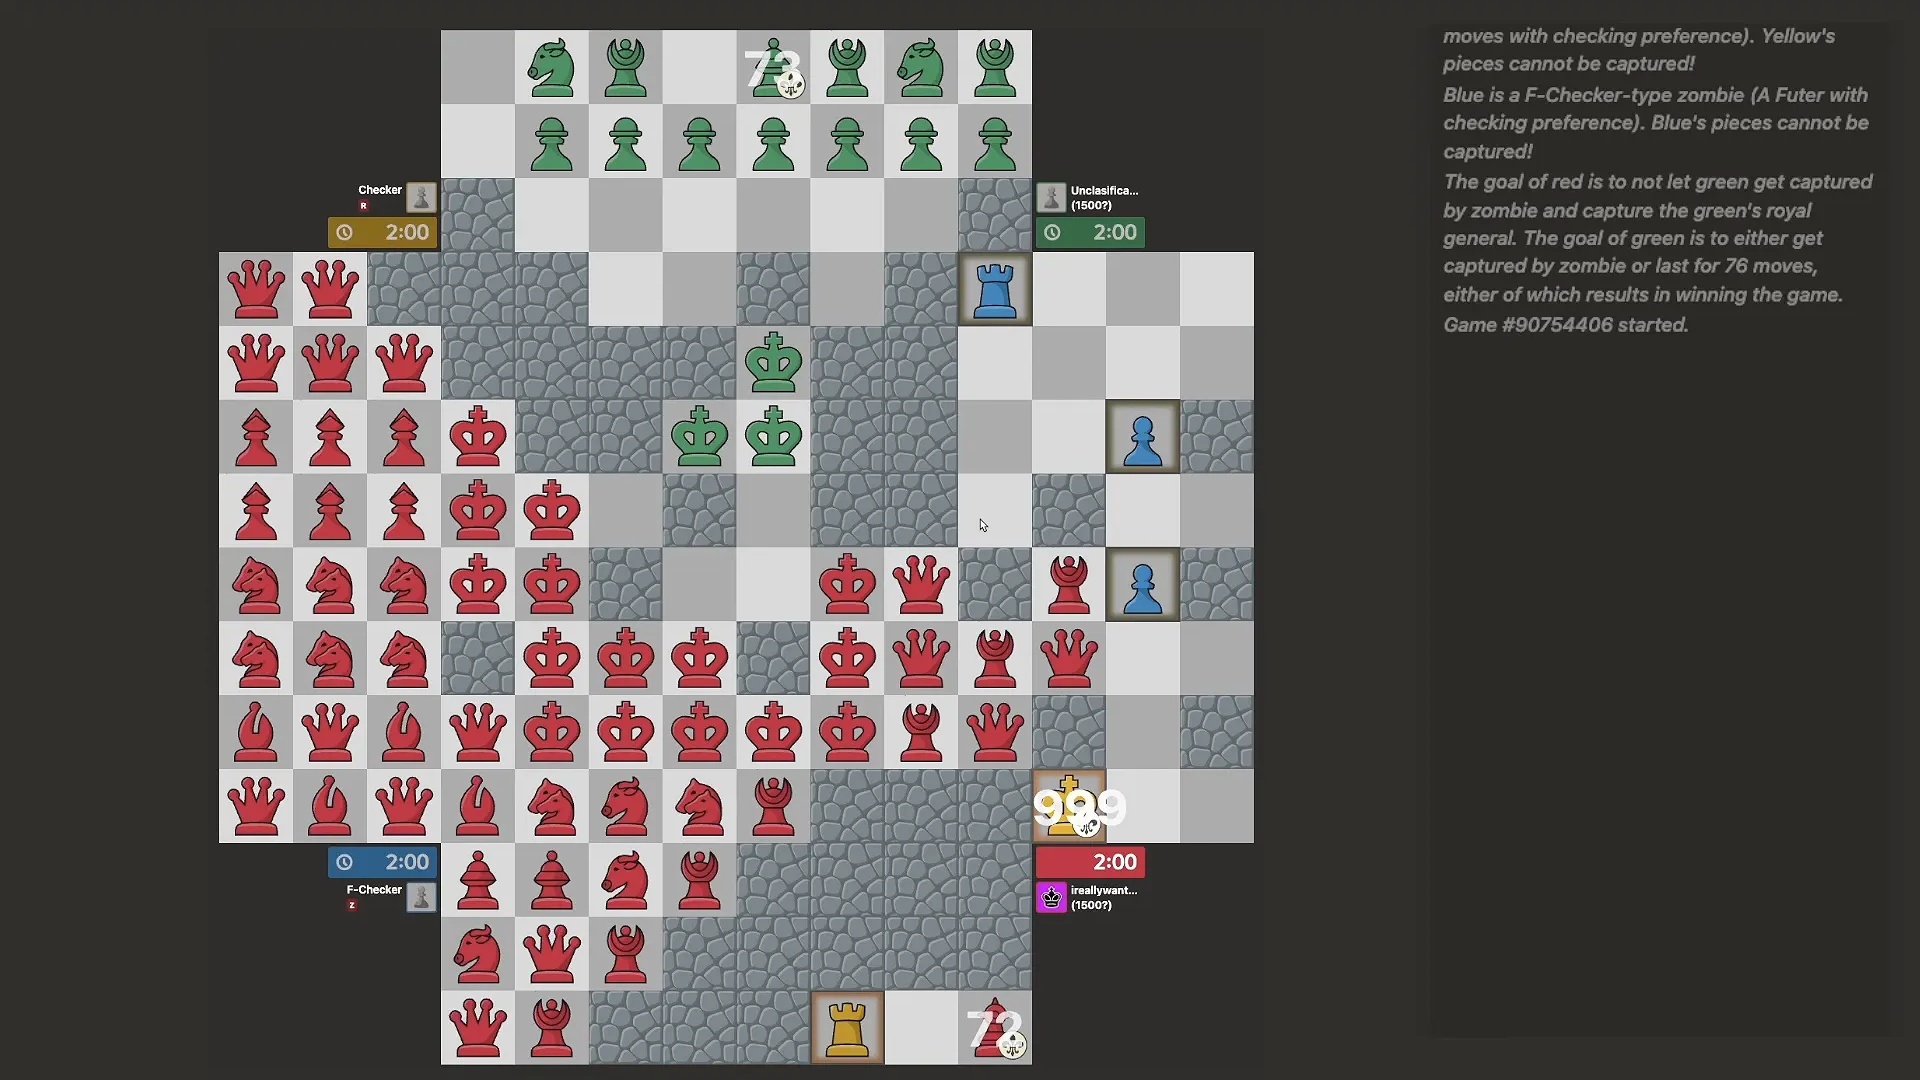 moves with checking preference). Yellow's
pieces cannot be captured!
Blue is a F-Checker-type zombie (A Futer with
checking preference). Blue's pieces cannot be
captured!
The goal of red is to not let green get captured
by zombie and capture the green's royal
general. The goal of green is to either get
captured by zombie or last for 76 moves,
either of which results in winning the game.
Game #90754406 started.
73
Checker
R
2:00
Unclasifica...
(1500?)
2:00
999
2:00
F-Checker
Z
2:00
ireallywant...
(1500?)
72